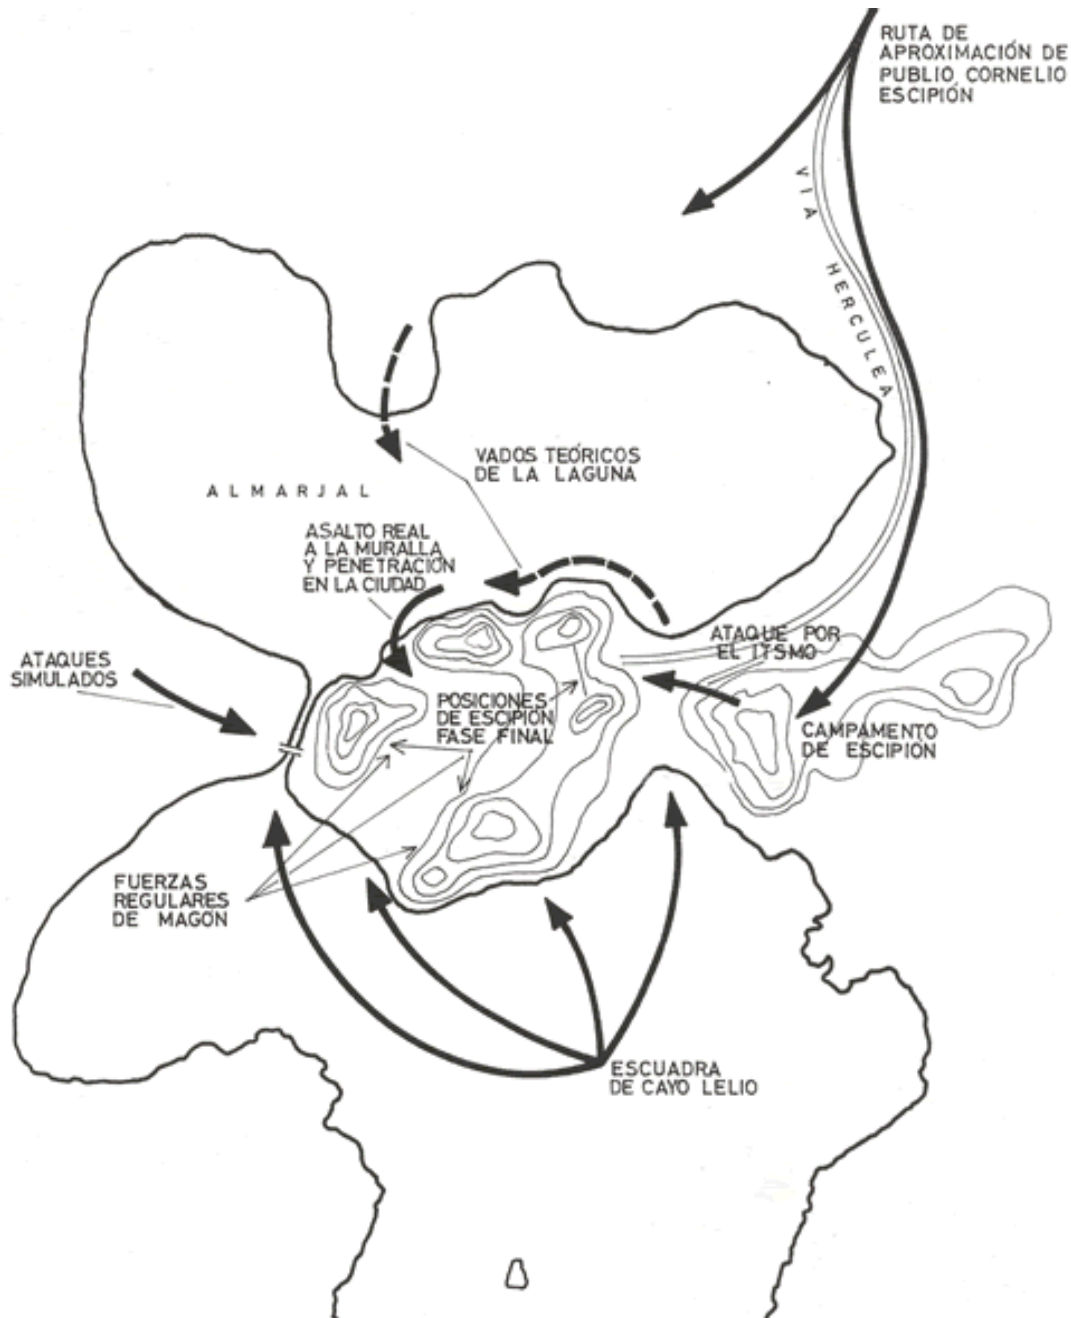 RUTA DE
APROXIMACIÓN DE
PUBLIO CORNELIO
ESCIPIÓN
VIA HERCULEA
VADOS TEÓRICOS
DE LA LAGUNA
ALMARJAL
ASALTO REAL
A LA MURALLA
Y PENETRACIÓN
EN LA CIUDAD
ATAQUES
SIMULADOS
ATAQUE POR
EL ITSMO
POSICIONES
DE ESCIPIÓN
FASE FINAL
CAMPAMENTO
DE ESCIPIÓN
FUERZAS
REGULARES
DE MAGÓN
ESCUADRA
DE CAYO LELIO